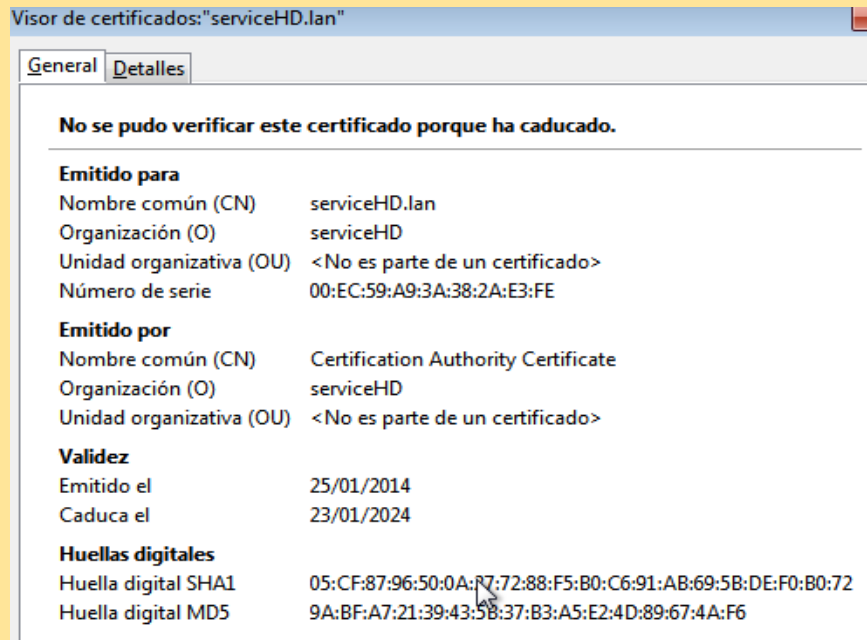 Visor de certificados:"serviceHD.lan"
General Detalles
No se pudo verificar este certificado porque ha caducado.
Emitido para
Nombre común (CN) serviceHD.lan
Organización (O) serviceHD
Unidad organizativa (OU) <No es parte de un certificado>
Número de serie 00:EC:59:A9:3A:38:2A:E3:FE
Emitido por
Nombre común (CN) Certification Authority Certificate
Organización (O) serviceHD
Unidad organizativa (OU) <No es parte de un certificado>
Validez
Emitido el 25/01/2014
Caduca el 23/01/2024
Huellas digitales
Huella digital SHA1 05:CF:87:96:50:0A:37:72:88:F5:B0:C6:91:AB:69:5B:DE:F0:B0:72
Huella digital MD5 9A:BF:A7:21:39:43:5B:37:B3:A5:E2:4D:89:67:4A:F6